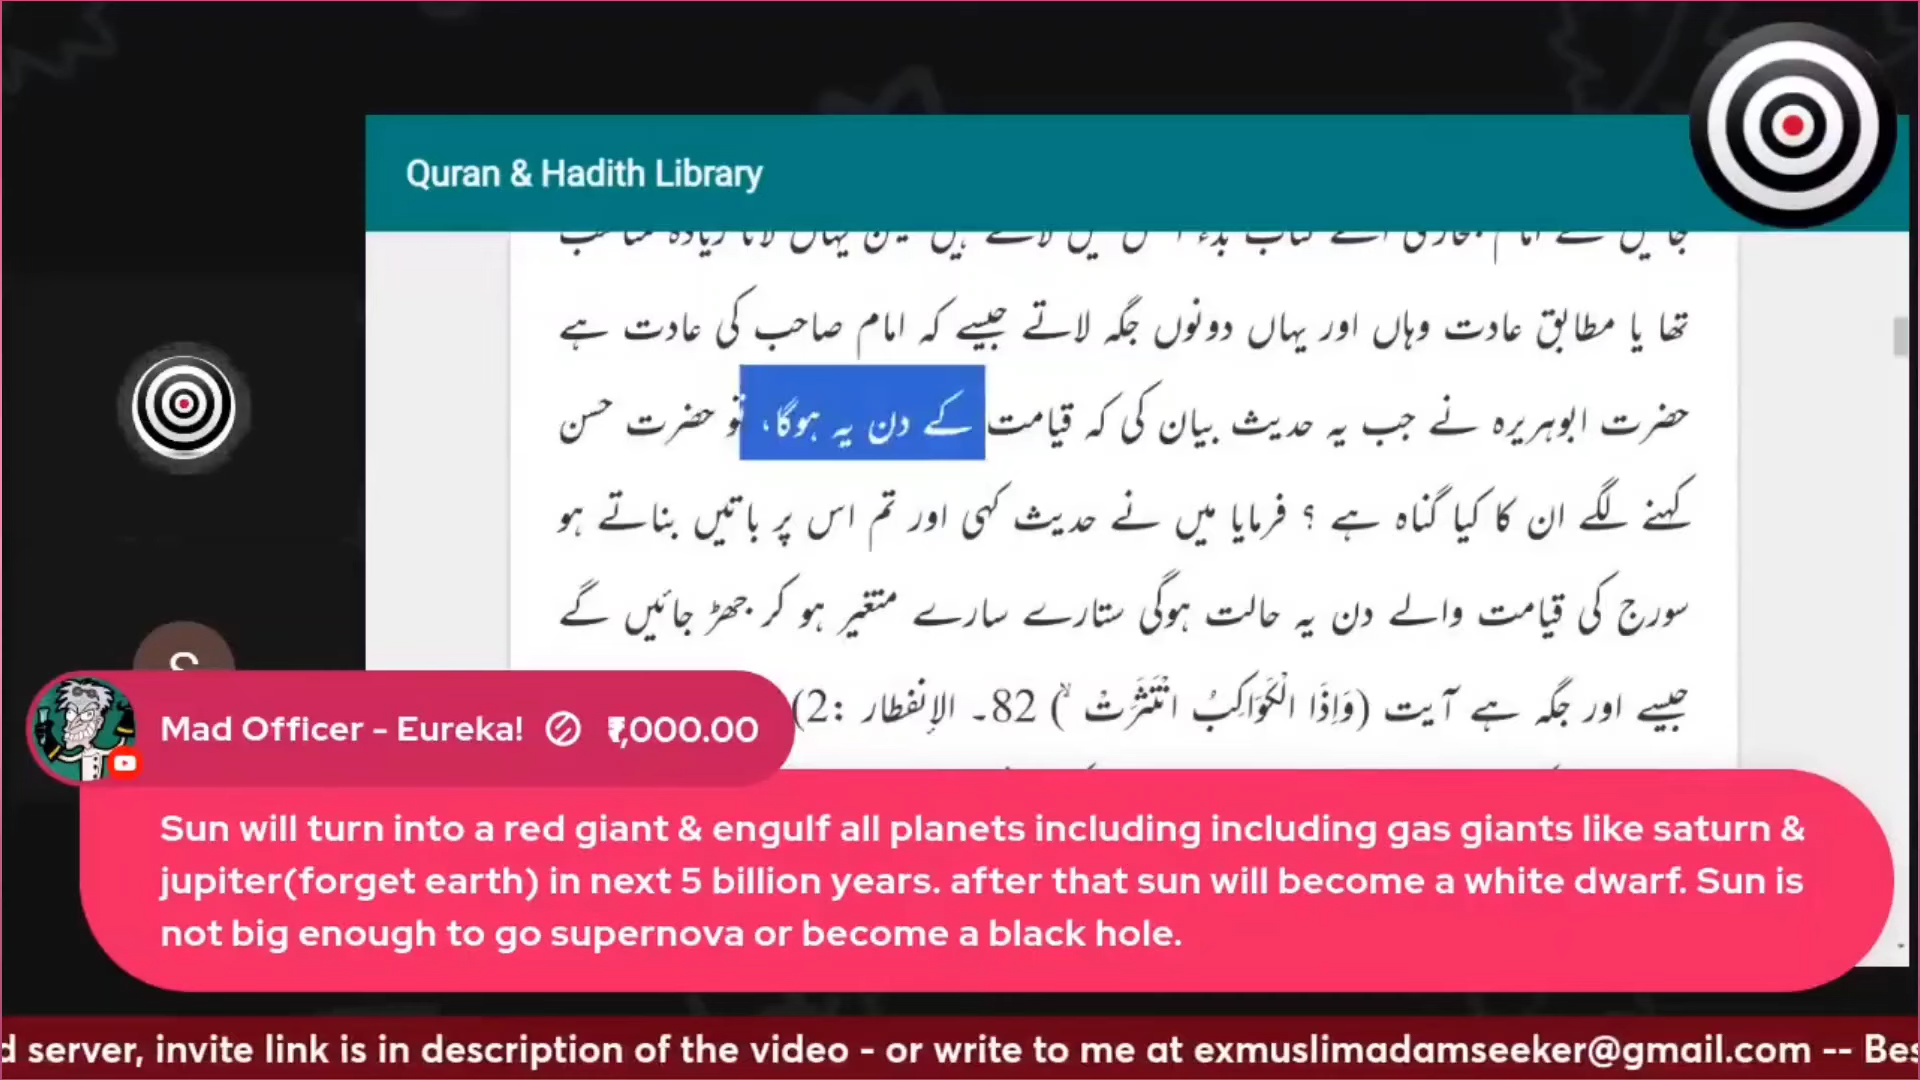 Quran & Hadith Library
تھا یا مطابق عادت وہاں اور یہاں دونوں جگہ لاتے جیسے کہ امام صاحب کی عادت ہے
حضرت ابوہریرہ نے جب یہ حدیث بیان کی کہ قیامت کے دن یہ ہوگا، تو حضرت حسن
کہنے لگے ان کا کیا گناہ ہے ؟ فرمایا میں نے حدیث کہی اور تم اس پر باتیں بناتے ہو
سورج کی قیامت والے دن یہ حالت ہوگی ستارے سارے متغیر ہو کر جھڑ جائیں گے
جیسے اور جگہ ہے آیت (وَاِذَا الْكَوَاكِبُ انْتَثَرَتْ ۙ) 82۔ الإنفطار :2)
Mad Officer - Eureka! ₹1,000.00
Sun will turn into a red giant & engulf all planets including including gas giants like saturn &
jupiter(forget earth) in next 5 billion years. after that sun will become a white dwarf. Sun is
not big enough to go supernova or become a black hole.
d server, invite link is in description of the video - or write to me at exmuslimadamseeker@gmail.com -- Bes